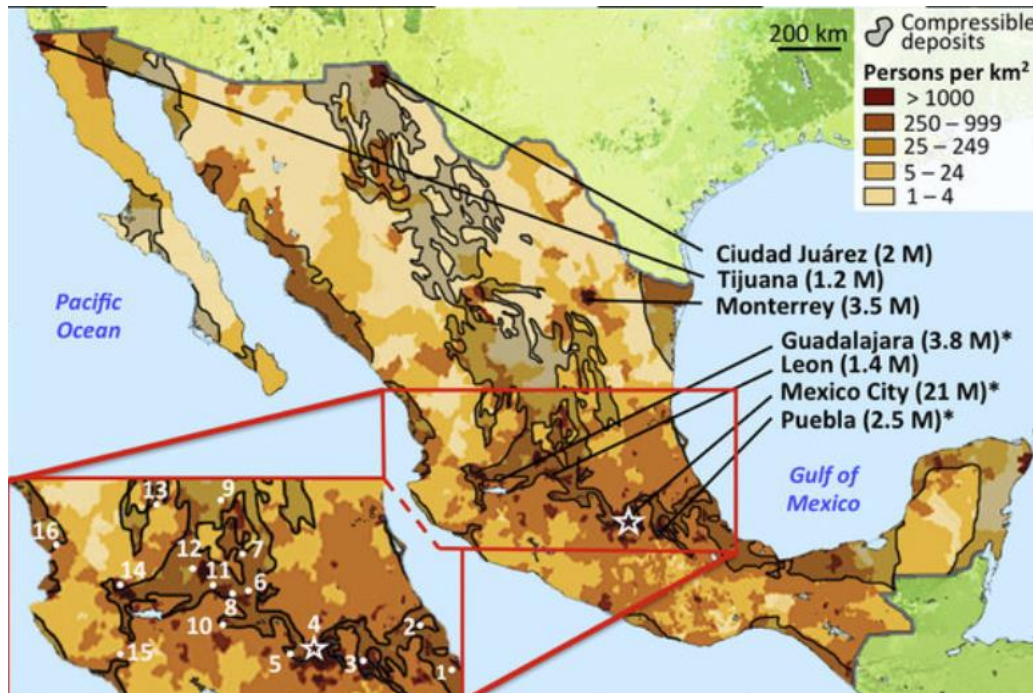 200 km
Compressible
deposits
Persons per km²
> 1000
250 – 999
25 – 249
5 – 24
1 – 4
Ciudad Juárez (2 M)
Tijuana (1.2 M)
Monterrey (3.5 M)
Guadalajara (3.8 M)*
Leon (1.4 M)
Mexico City (21 M)*
Puebla (2.5 M)*
Pacific
Ocean
Gulf of
Mexico
13
9
16
12
7
11
6
14
8
10
4
2
15
5
3
1